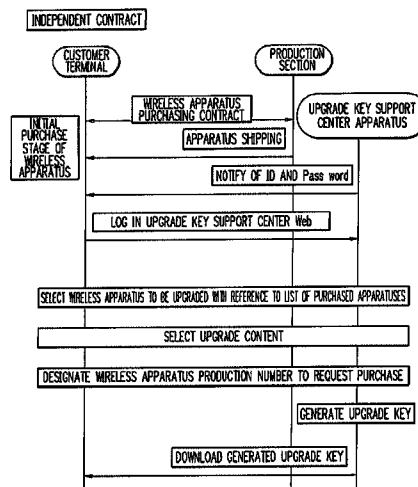 INDEPENDENT CONTRACT
CUSTOMER
TERMINAL
PRODUCTION
SECTION
UPGRADE KEY SUPPORT
CENTER APPARATUS
INITIAL
PURCHASE
STAGE OF
WIRELESS
APPARATUS
WIRELESS APPARATUS
PURCHASING CONTRACT
APPARATUS SHIPPING
NOTIFY OF ID AND Pass word
LOG IN UPGRADE KEY SUPPORT CENTER Web
SELECT WIRELESS APPARATUS TO BE UPGRADED WITH REFERENCE TO LIST OF PURCHASED APPARATUSES
SELECT UPGRADE CONTENT
DESIGNATE WIRELESS APPARATUS PRODUCTION NUMBER TO REQUEST PURCHASE
GENERATE UPGRADE KEY
DOWNLOAD GENERATED UPGRADE KEY